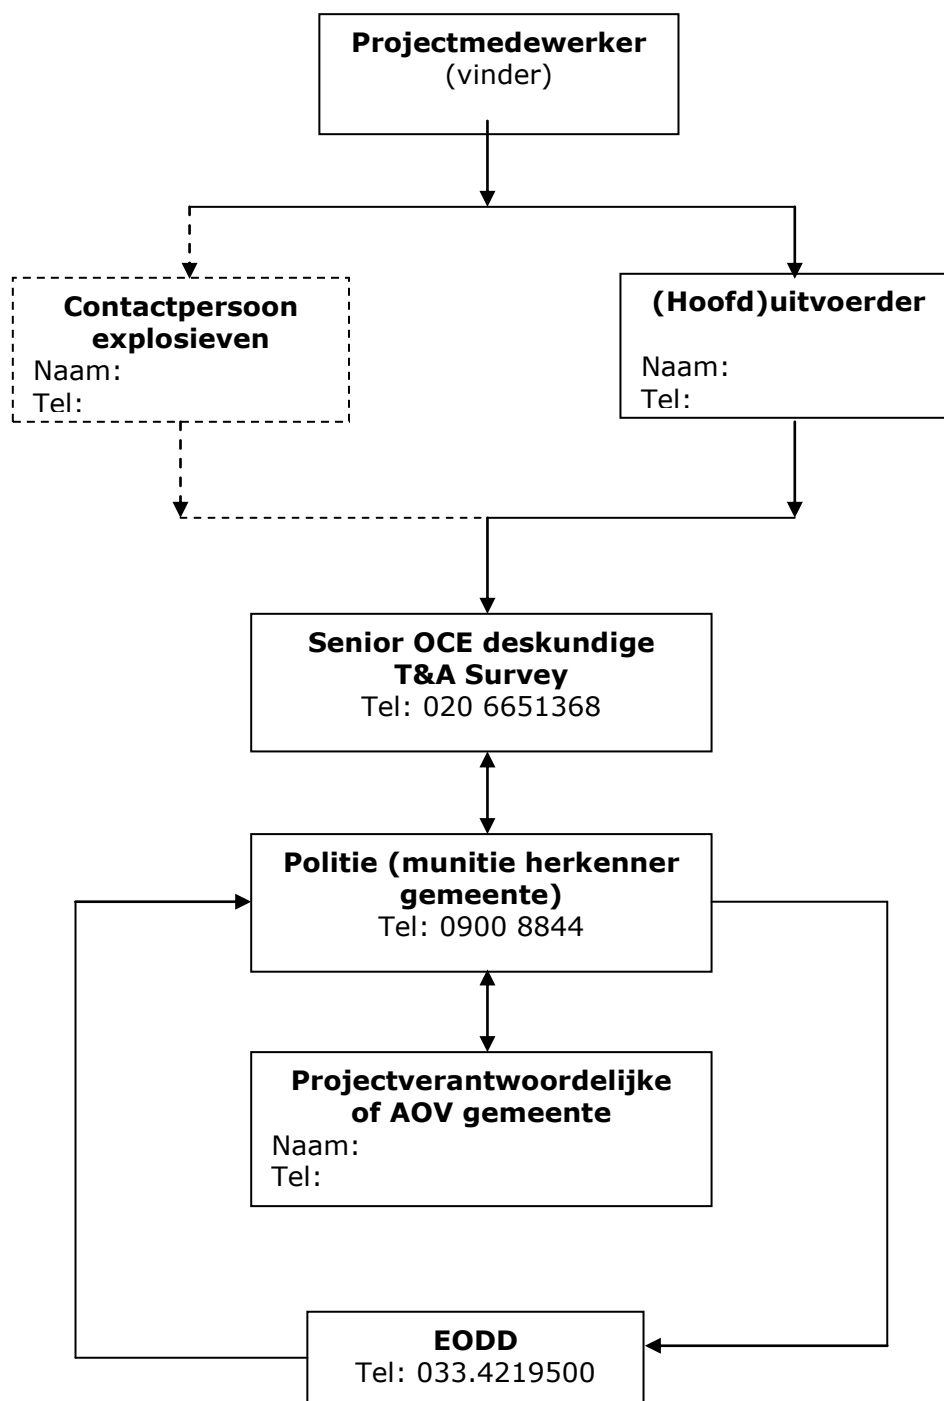 Projectmedewerker
(vinder)
Contactpersoon
explosieven
Naam:
Tel:
(Hoofd)uitvoerder
Naam:
Tel:
Senior OCE deskundige
T&A Survey
Tel: 020 6651368
Politie (munitie herkenner
gemeente)
Tel: 0900 8844
Projectverantwoordelijke
of AOV gemeente
Naam:
Tel:
EODD
Tel: 033.4219500